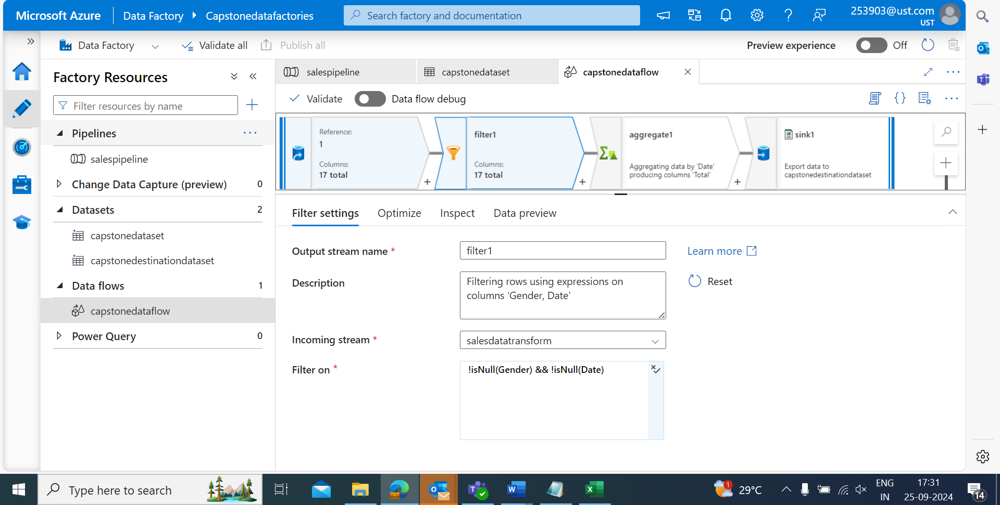 Microsoft Azure
Data Factory
Capstonedatafactories
Search factory and documentation
253903@ust.com
UST
Data Factory
Validate all
Publish all
Preview experience
Off
Factory Resources
Filter resources by name
Pipelines
salespipeline
Change Data Capture (preview)
0
Datasets
2
capstonedataset
capstonedestinationdataset
Data flows
1
capstonedataflow
Power Query
0
salespipeline
capstonedataset
capstonedataflow
Validate
Data flow debug
Reference:
1
Columns:
17 total
+
filter1
Columns:
17 total
+
aggregate1
Aggregating data by 'Date'
producing columns 'Total'
+
sink1
Export data to
capstonedestinationdataset
Filter settings
Optimize
Inspect
Data preview
Output stream name *
filter1
Learn more
Description
Filtering rows using expressions on
columns 'Gender, Date'
Reset
Incoming stream *
salesdatatransform
Filter on *
!isNull(Gender) && !isNull(Date)
Type here to search
1
29°C
ENG
IN
17:31
25-09-2024
14